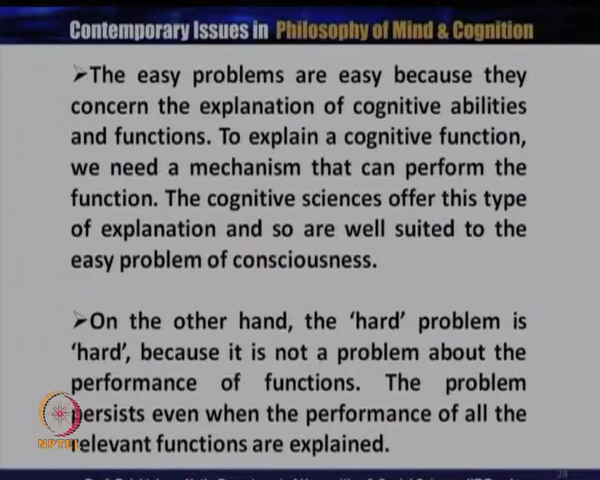 Contemporary Issues in Philosophy of Mind & Cognition
➤The easy problems are easy because they
concern the explanation of cognitive abilities
and functions. To explain a cognitive function,
we need a mechanism that can perform the
function. The cognitive sciences offer this type
of explanation and so are well suited to the
easy problem of consciousness.
➤On the other hand, the ‘hard’ problem is
‘hard’, because it is not a problem about the
performance of functions. The problem
persists even when the performance of all the
relevant functions are explained.
NPTEL
28